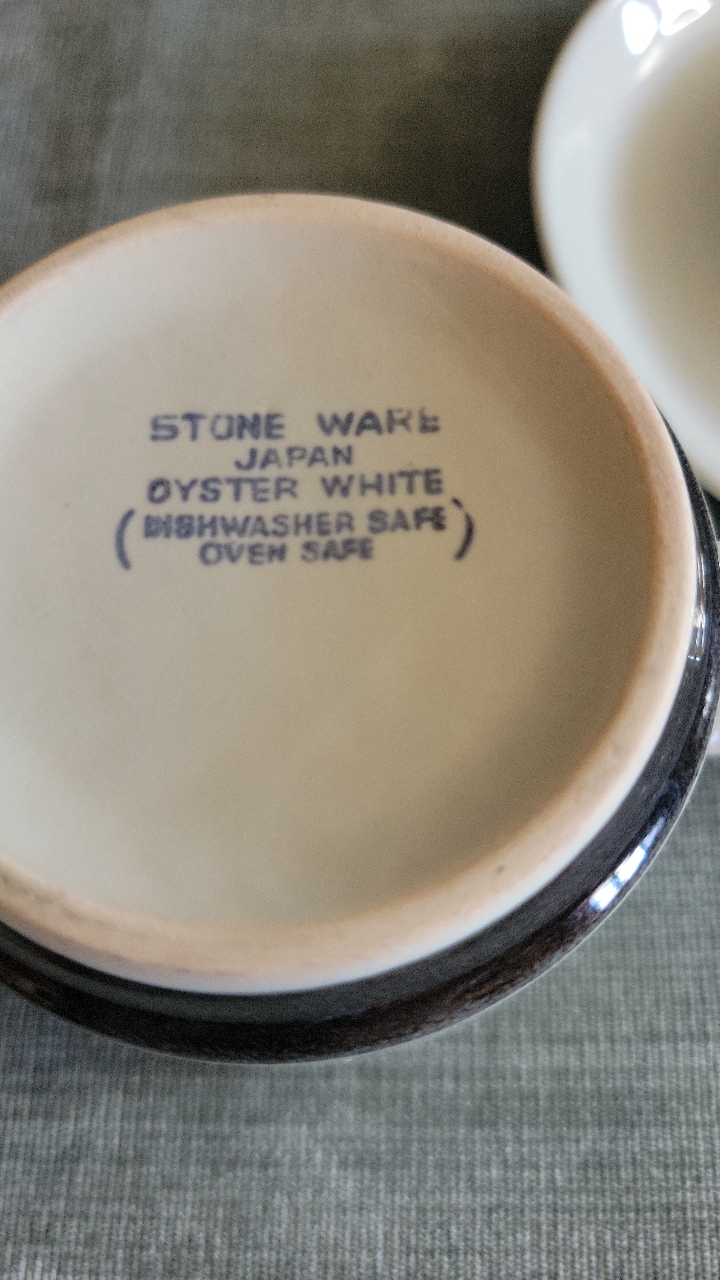 STONE WARE
JAPAN
OYSTER WHITE
(DISHWASHER SAFE
OVEN SAFE)